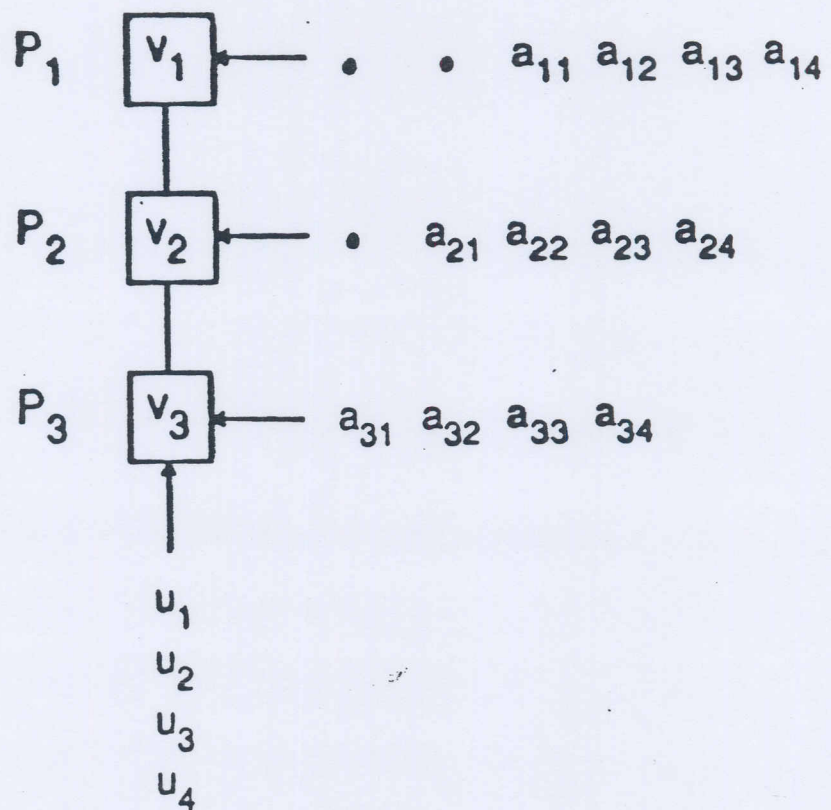 P₁ v₁ • • a₁₁ a₁₂ a₁₃ a₁₄
P₂ v₂ • a₂₁ a₂₂ a₂₃ a₂₄
P₃ v₃ a₃₁ a₃₂ a₃₃ a₃₄
u₁
u₂
u₃
u₄